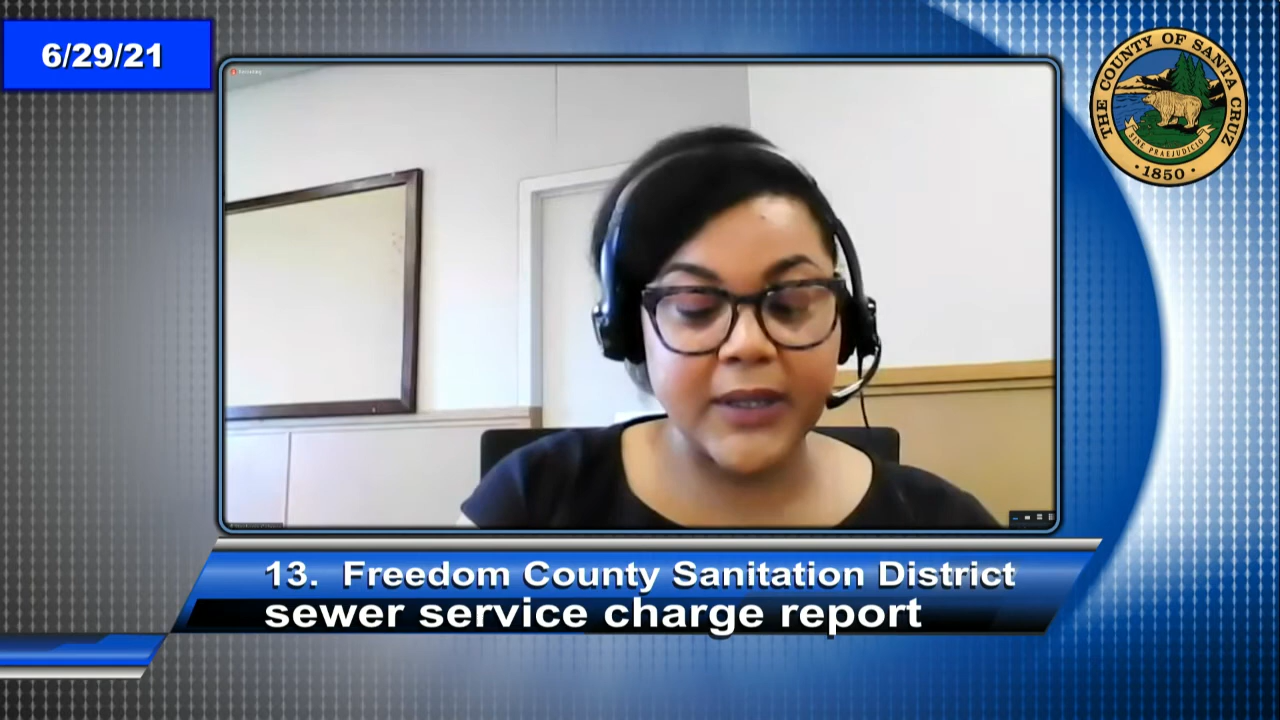 6/29/21
THE COUNTY OF SANTA CRUZ
SINE PRAEJUDICIO
• 1850 •
13. Freedom County Sanitation District
sewer service charge report